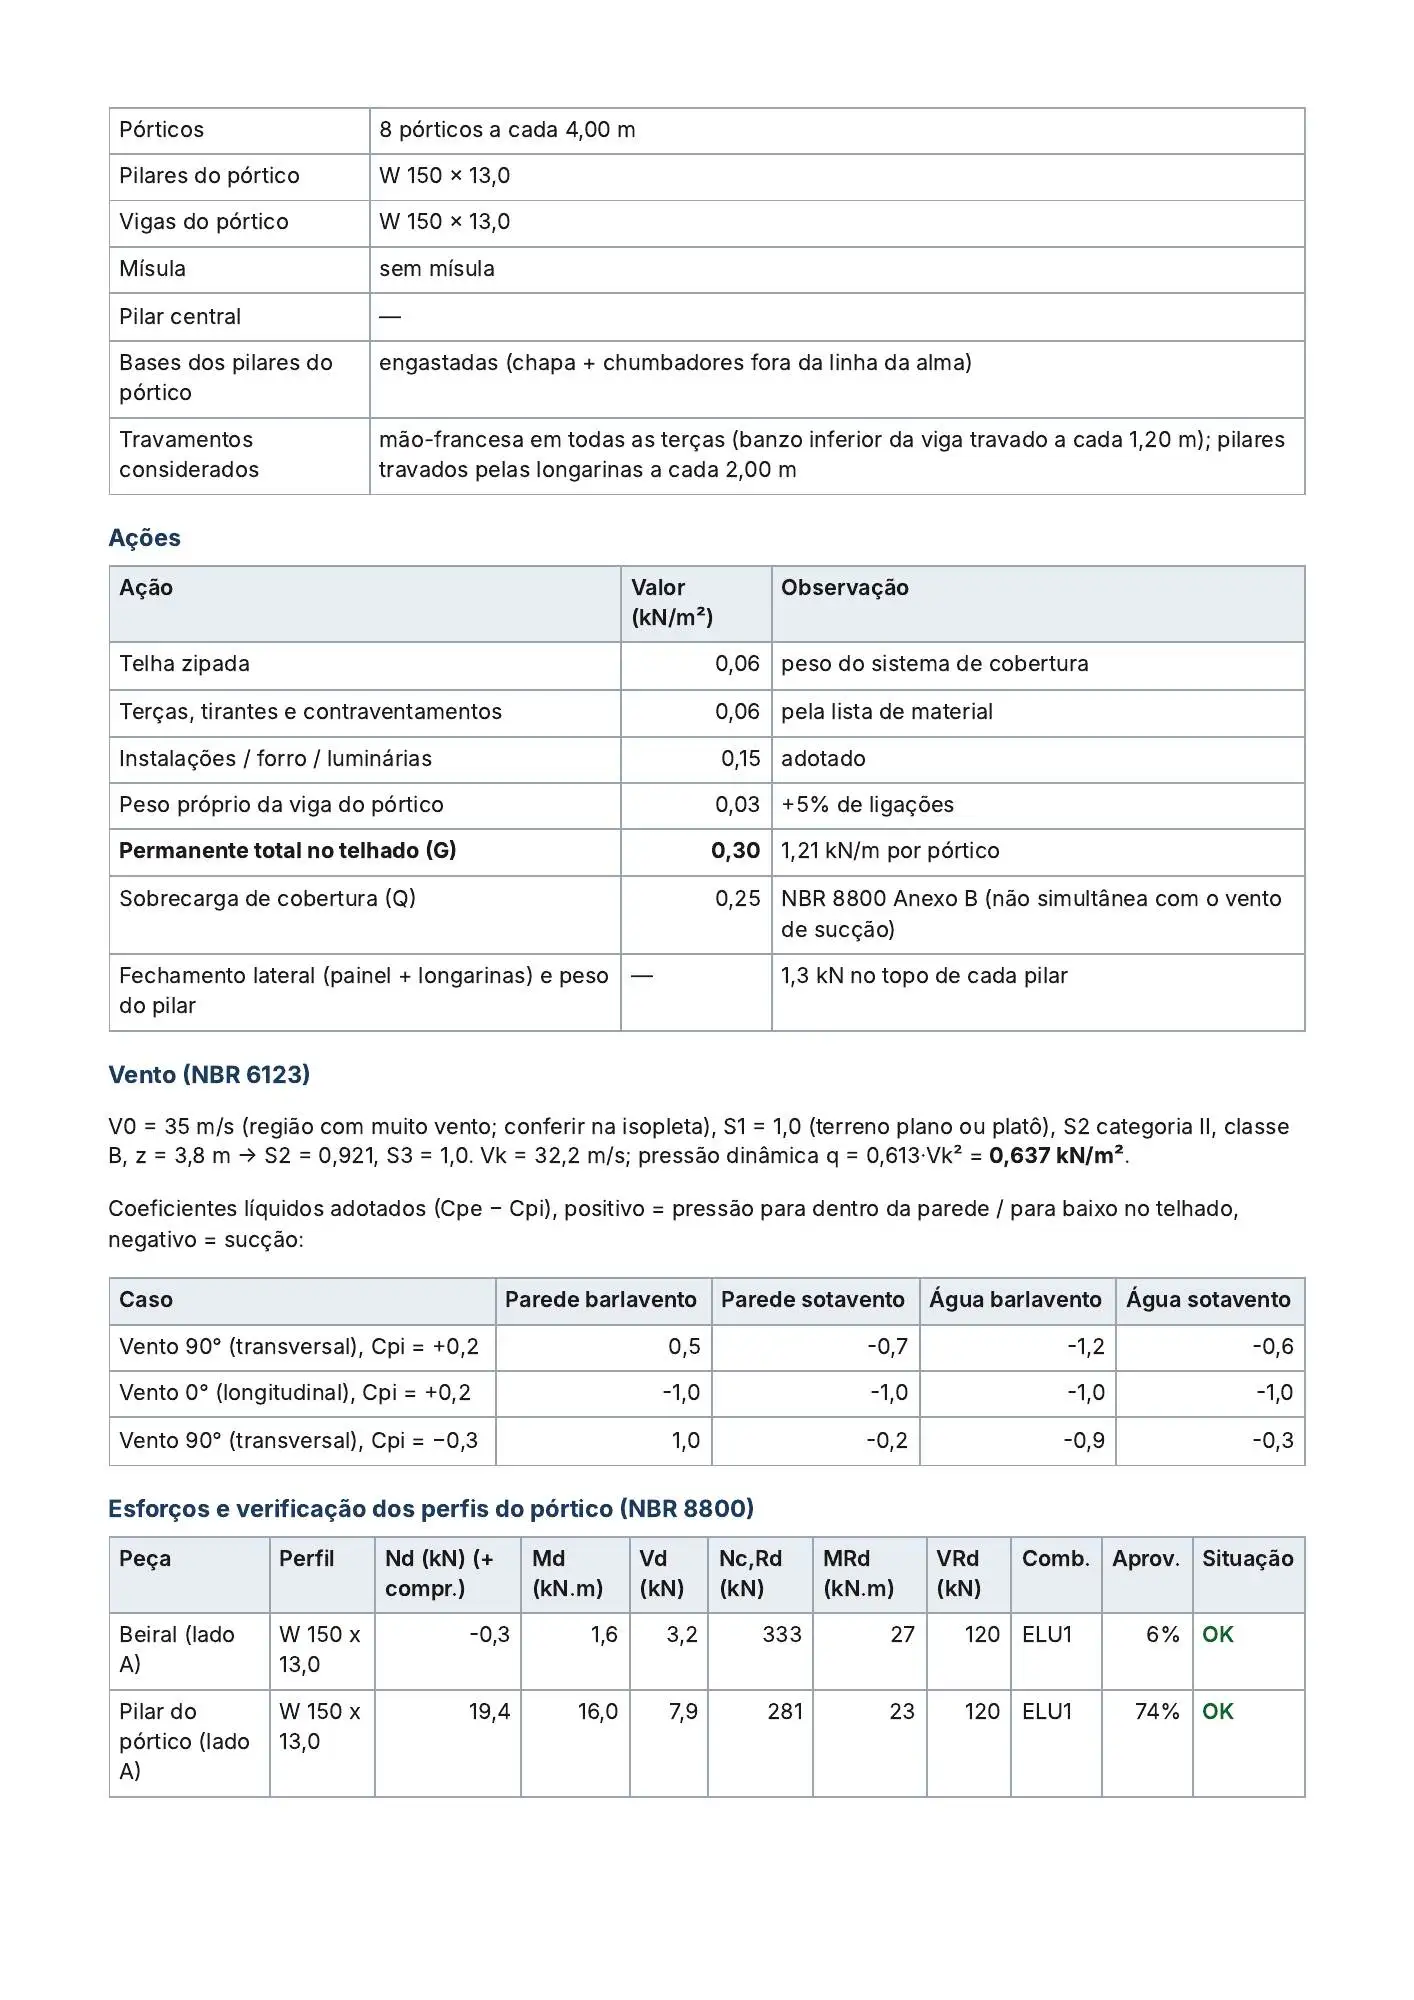 Pórticos
8 pórticos a cada 4,00 m
Pilares do pórtico
W 150 × 13,0
Vigas do pórtico
W 150 × 13,0
Mísula
sem mísula
Pilar central
—
Bases dos pilares do
pórtico
engastadas (chapa + chumbadores fora da linha da alma)
Travamentos
considerados
mão-francesa em todas as terças (banzo inferior da viga travado a cada 1,20 m); pilares
travados pelas longarinas a cada 2,00 m
Ações
Ação
Valor
(kN/m²)
Observação
Telha zipada
0,06
peso do sistema de cobertura
Terças, tirantes e contraventamentos
0,06
pela lista de material
Instalações / forro / luminárias
0,15
adotado
Peso próprio da viga do pórtico
0,03
+5% de ligações
Permanente total no telhado (G)
0,30
1,21 kN/m por pórtico
Sobrecarga de cobertura (Q)
0,25
NBR 8800 Anexo B (não simultânea com o vento
de sucção)
Fechamento lateral (painel + longarinas) e peso
do pilar
—
1,3 kN no topo de cada pilar
Vento (NBR 6123)
V0 = 35 m/s (região com muito vento; conferir na isopleta), S1 = 1,0 (terreno plano ou platô), S2 categoria II, classe
B, z = 3,8 m → S2 = 0,921, S3 = 1,0. Vk = 32,2 m/s; pressão dinâmica q = 0,613·Vk² = 0,637 kN/m².
Coeficientes líquidos adotados (Cpe − Cpi), positivo = pressão para dentro da parede / para baixo no telhado,
negativo = sucção:
Caso
Parede barlavento
Parede sotavento
Água barlavento
Água sotavento
Vento 90° (transversal), Cpi = +0,2
0,5
-0,7
-1,2
-0,6
Vento 0° (longitudinal), Cpi = +0,2
-1,0
-1,0
-1,0
-1,0
Vento 90° (transversal), Cpi = −0,3
1,0
-0,2
-0,9
-0,3
Esforços e verificação dos perfis do pórtico (NBR 8800)
Peça
Perfil
Nd (kN) (+
compr.)
Md
(kN.m)
Vd
(kN)
Nc,Rd
(kN)
MRd
(kN.m)
VRd
(kN)
Comb.
Aprov.
Situação
Beiral (lado
A)
W 150 x
13,0
-0,3
1,6
3,2
333
27
120
ELU1
6%
OK
Pilar do
pórtico (lado
A)
W 150 x
13,0
19,4
16,0
7,9
281
23
120
ELU1
74%
OK